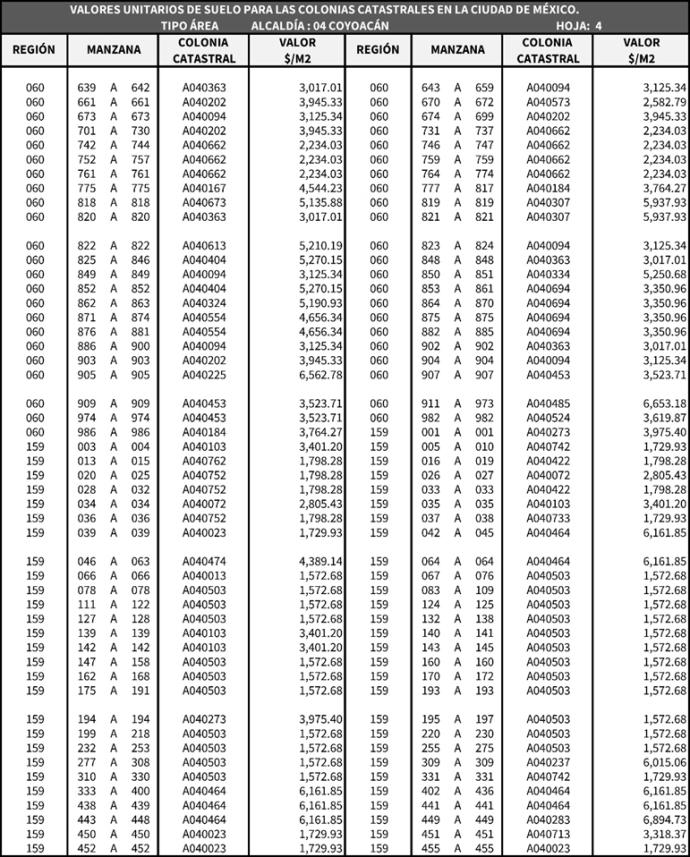 VALORES UNITARIOS DE SUELO PARA LAS COLONIAS CATASTRALES EN LA CIUDAD DE MÉXICO.
TIPO ÁREA ALCALDÍA : 04 COYOACÁN HOJA: 4
REGIÓN MANZANA COLONIA CATASTRAL VALOR $/M2 REGIÓN MANZANA COLONIA CATASTRAL VALOR $/M2
060 639 A 642 A040363 3,017.01 060 643 A 659 A040094 3,125.34
060 661 A 661 A040202 3,945.33 060 670 A 672 A040573 2,582.79
060 673 A 673 A040094 3,125.34 060 674 A 699 A040202 3,945.33
060 701 A 730 A040202 3,945.33 060 731 A 737 A040662 2,234.03
060 742 A 744 A040662 2,234.03 060 746 A 747 A040662 2,234.03
060 752 A 757 A040662 2,234.03 060 759 A 759 A040662 2,234.03
060 761 A 761 A040662 2,234.03 060 764 A 774 A040662 2,234.03
060 775 A 775 A040167 4,544.23 060 777 A 817 A040184 3,764.27
060 818 A 818 A040673 5,135.88 060 819 A 819 A040307 5,937.93
060 820 A 820 A040363 3,017.01 060 821 A 821 A040307 5,937.93
060 822 A 822 A040613 5,210.19 060 823 A 824 A040094 3,125.34
060 825 A 846 A040404 5,270.15 060 848 A 848 A040363 3,017.01
060 849 A 849 A040094 3,125.34 060 850 A 851 A040334 5,250.68
060 852 A 852 A040404 5,270.15 060 853 A 861 A040694 3,350.96
060 862 A 863 A040324 5,190.93 060 864 A 870 A040694 3,350.96
060 871 A 874 A040554 4,656.34 060 875 A 875 A040694 3,350.96
060 876 A 881 A040554 4,656.34 060 882 A 885 A040694 3,350.96
060 886 A 900 A040094 3,125.34 060 902 A 902 A040363 3,017.01
060 903 A 903 A040202 3,945.33 060 904 A 904 A040094 3,125.34
060 905 A 905 A040225 6,562.78 060 907 A 907 A040453 3,523.71
060 909 A 909 A040453 3,523.71 060 911 A 973 A040485 6,653.18
060 974 A 974 A040453 3,523.71 060 982 A 982 A040524 3,619.87
060 986 A 986 A040184 3,764.27 159 001 A 001 A040273 3,975.40
159 003 A 004 A040103 3,401.20 159 005 A 010 A040742 1,729.93
159 013 A 015 A040762 1,798.28 159 016 A 019 A040422 1,798.28
159 020 A 025 A040752 1,798.28 159 026 A 027 A040072 2,805.43
159 028 A 032 A040752 1,798.28 159 033 A 033 A040422 1,798.28
159 034 A 034 A040072 2,805.43 159 035 A 035 A040103 3,401.20
159 036 A 036 A040752 1,798.28 159 037 A 038 A040733 1,729.93
159 039 A 039 A040023 1,729.93 159 042 A 045 A040464 6,161.85
159 046 A 063 A040474 4,389.14 159 064 A 064 A040464 6,161.85
159 066 A 066 A040013 1,572.68 159 067 A 076 A040503 1,572.68
159 078 A 078 A040503 1,572.68 159 083 A 109 A040503 1,572.68
159 111 A 122 A040503 1,572.68 159 124 A 125 A040503 1,572.68
159 127 A 128 A040503 1,572.68 159 132 A 138 A040503 1,572.68
159 139 A 139 A040103 3,401.20 159 140 A 141 A040503 1,572.68
159 142 A 142 A040103 3,401.20 159 143 A 145 A040503 1,572.68
159 147 A 158 A040503 1,572.68 159 160 A 160 A040503 1,572.68
159 162 A 168 A040503 1,572.68 159 170 A 172 A040503 1,572.68
159 175 A 191 A040503 1,572.68 159 193 A 193 A040503 1,572.68
159 194 A 194 A040273 3,975.40 159 195 A 197 A040503 1,572.68
159 199 A 218 A040503 1,572.68 159 220 A 230 A040503 1,572.68
159 232 A 253 A040503 1,572.68 159 255 A 275 A040503 1,572.68
159 277 A 308 A040503 1,572.68 159 309 A 309 A040237 6,015.06
159 310 A 330 A040503 1,572.68 159 331 A 331 A040742 1,729.93
159 333 A 400 A040464 6,161.85 159 402 A 436 A040464 6,161.85
159 438 A 439 A040464 6,161.85 159 441 A 441 A040464 6,161.85
159 443 A 448 A040464 6,161.85 159 449 A 449 A040283 6,894.73
159 450 A 450 A040023 1,729.93 159 451 A 451 A040713 3,318.37
159 452 A 452 A040023 1,729.93 159 455 A 455 A040023 1,729.93